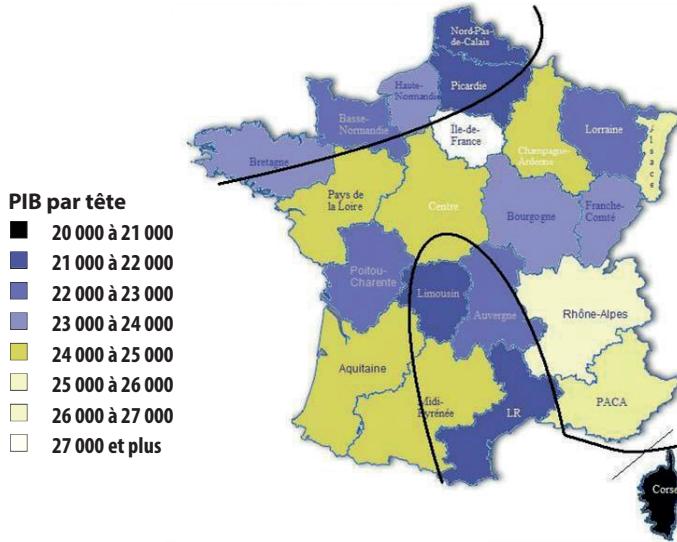 Nord-Pas-
de-Calais
Haute-
Normandie
Picardie
Basse-
Normandie
Île-de-
France
Champagne-
Ardenne
Lorraine
Alsace
Bretagne
Pays de
la Loire
Centre
Bourgogne
Franche-
Comté
PIB par tête
20 000 à 21 000
21 000 à 22 000
22 000 à 23 000
23 000 à 24 000
24 000 à 25 000
25 000 à 26 000
26 000 à 27 000
27 000 et plus
Poitou-
Charente
Limousin
Auvergne
Rhône-Alpes
Aquitaine
Midi-
Pyrénée
LR
PACA
Corse